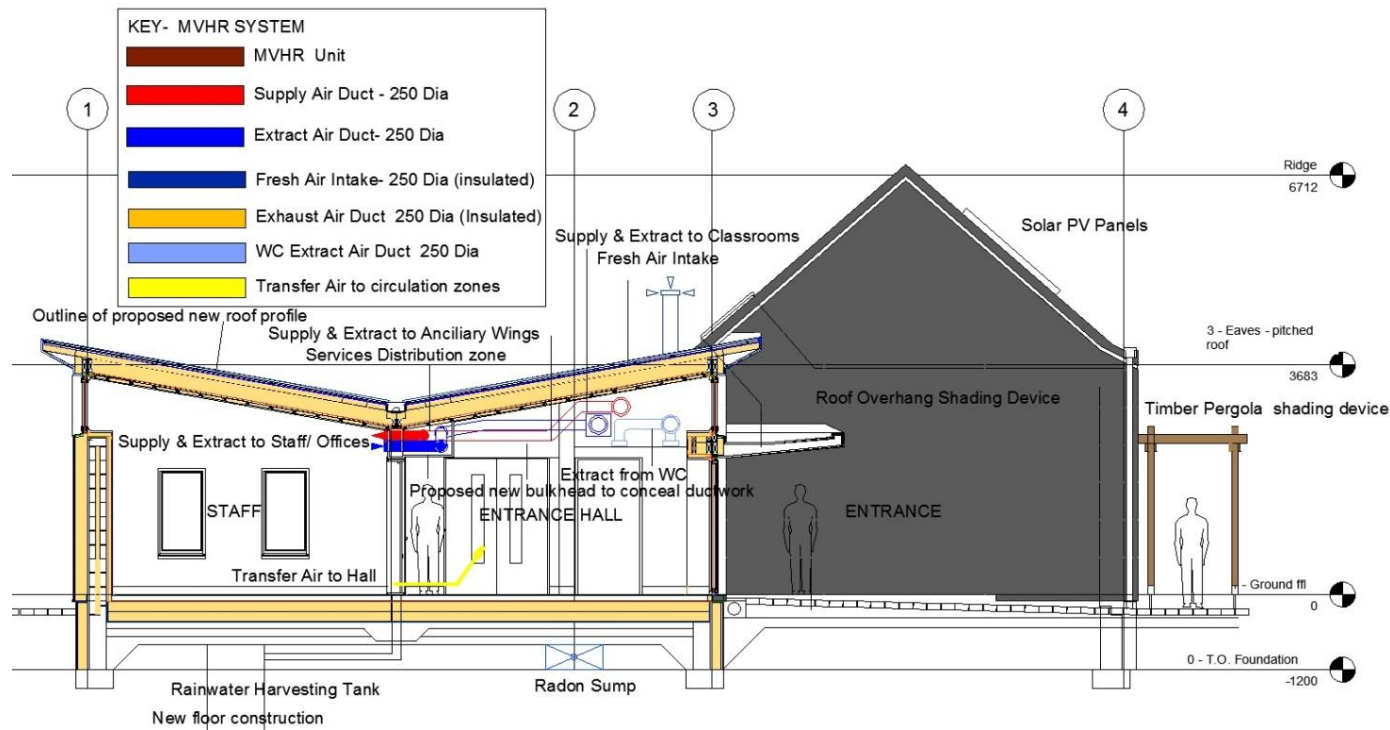 KEY- MVHR SYSTEM
MVHR Unit
Supply Air Duct - 250 Dia
Extract Air Duct- 250 Dia
Fresh Air Intake- 250 Dia (insulated)
Exhaust Air Duct 250 Dia (Insulated)
WC Extract Air Duct 250 Dia
Transfer Air to circulation zones
1
2
3
4
Ridge
6712
Solar PV Panels
Supply & Extract to Classrooms
Fresh Air Intake
Outline of proposed new roof profile
Supply & Extract to Anciliary Wings
Services Distribution zone
3 - Eaves - pitched
roof
3683
Roof Overhang Shading Device
Timber Pergola shading device
Supply & Extract to Staff/ Offices
Extract from WC
Proposed new bulkhead to conceal ductwork
STAFF
ENTRANCE HALL
ENTRANCE
Transfer Air to Hall
- Ground ffl
0
0 - T.O. Foundation
-1200
Rainwater Harvesting Tank
Radon Sump
New floor construction